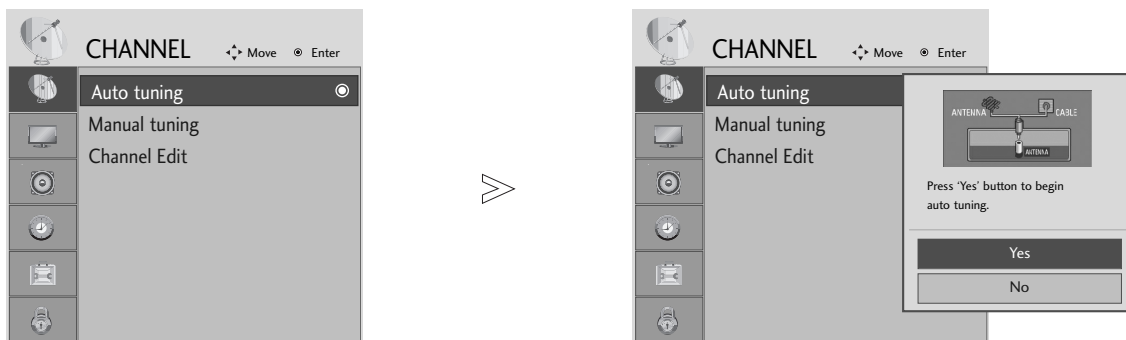 CHANNEL Move Enter
Auto tuning
Manual tuning
Channel Edit
CHANNEL Move Enter
Auto tuning
Manual tuning
Channel Edit
ANTENNA CABLE
ANTENNA
Press ‘Yes’ button to begin
auto tuning.
Yes
No